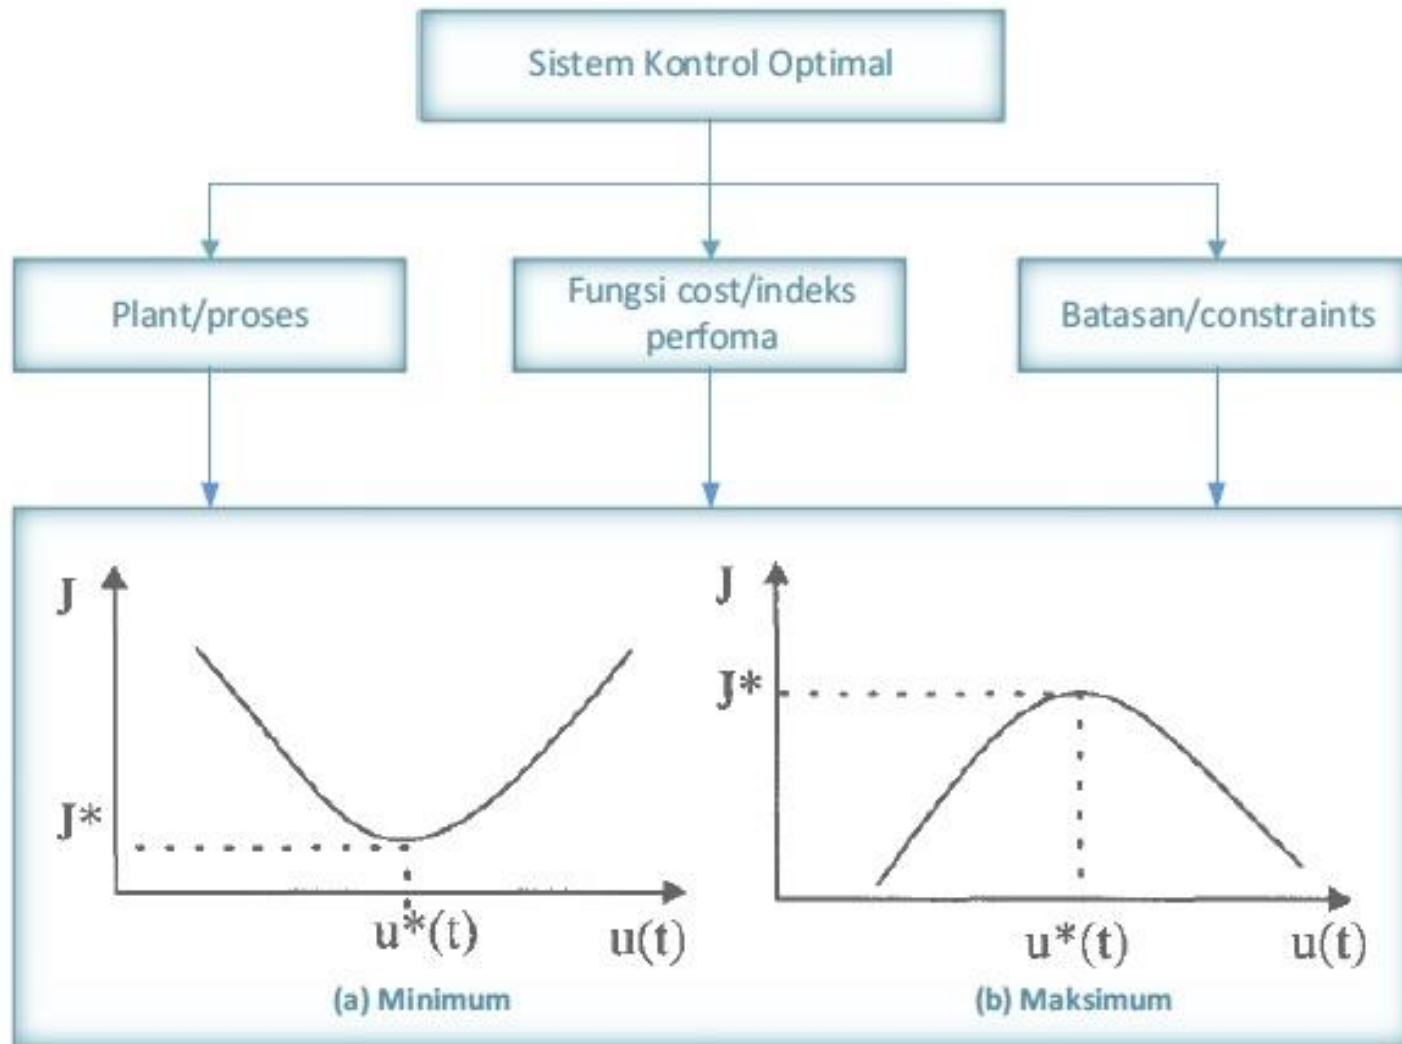 Sistem Kontrol Optimal
Plant/proses
Fungsi cost/indeks
perfoma
Batasan/constraints
J
J*
u*(t)
u(t)
(a) Minimum
J
J*
u*(t)
u(t)
(b) Maksimum